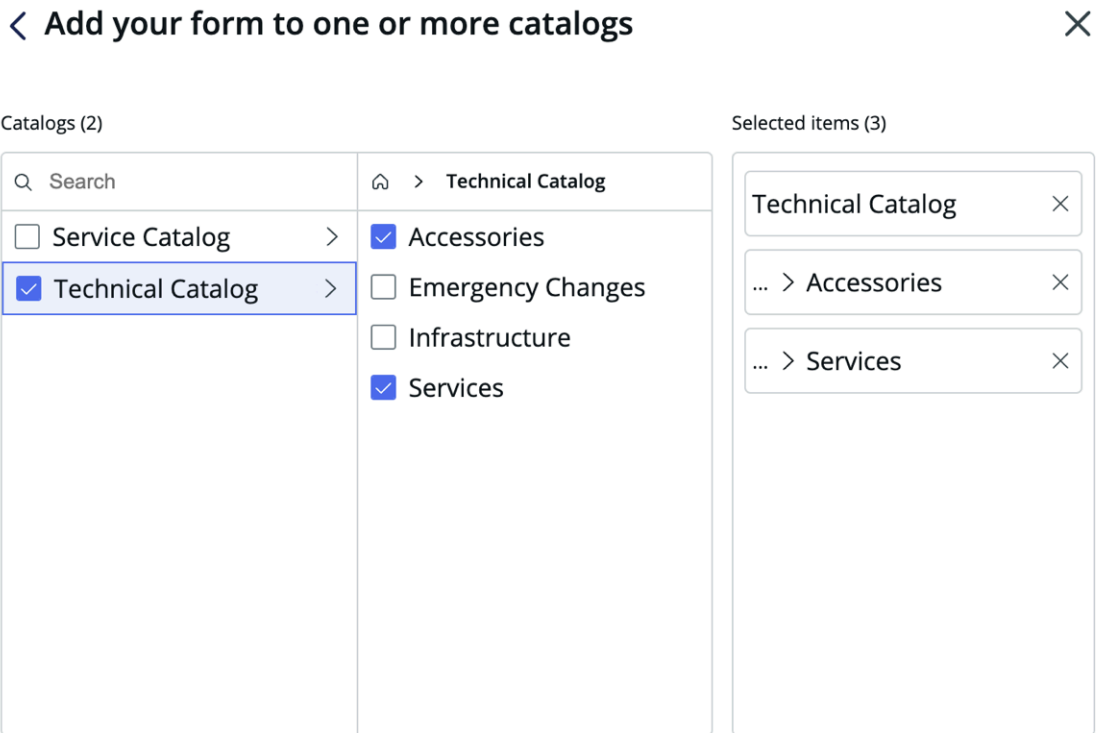 Add your form to one or more catalogs
Catalogs (2)
Selected items (3)
Search
Technical Catalog
Service Catalog
Technical Catalog
Accessories
Emergency Changes
Infrastructure
Services
Technical Catalog
... > Accessories
... > Services